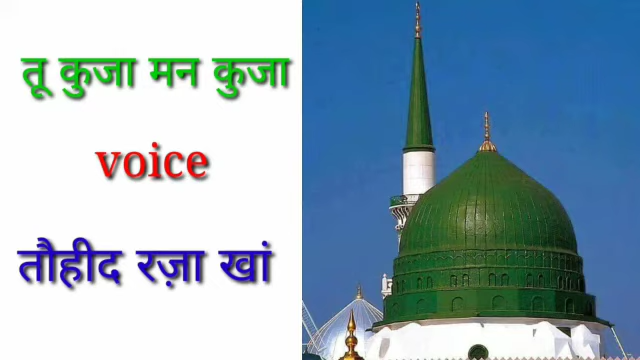 तू कुजा मन कुजा
voice
तौहीद रज़ा खां